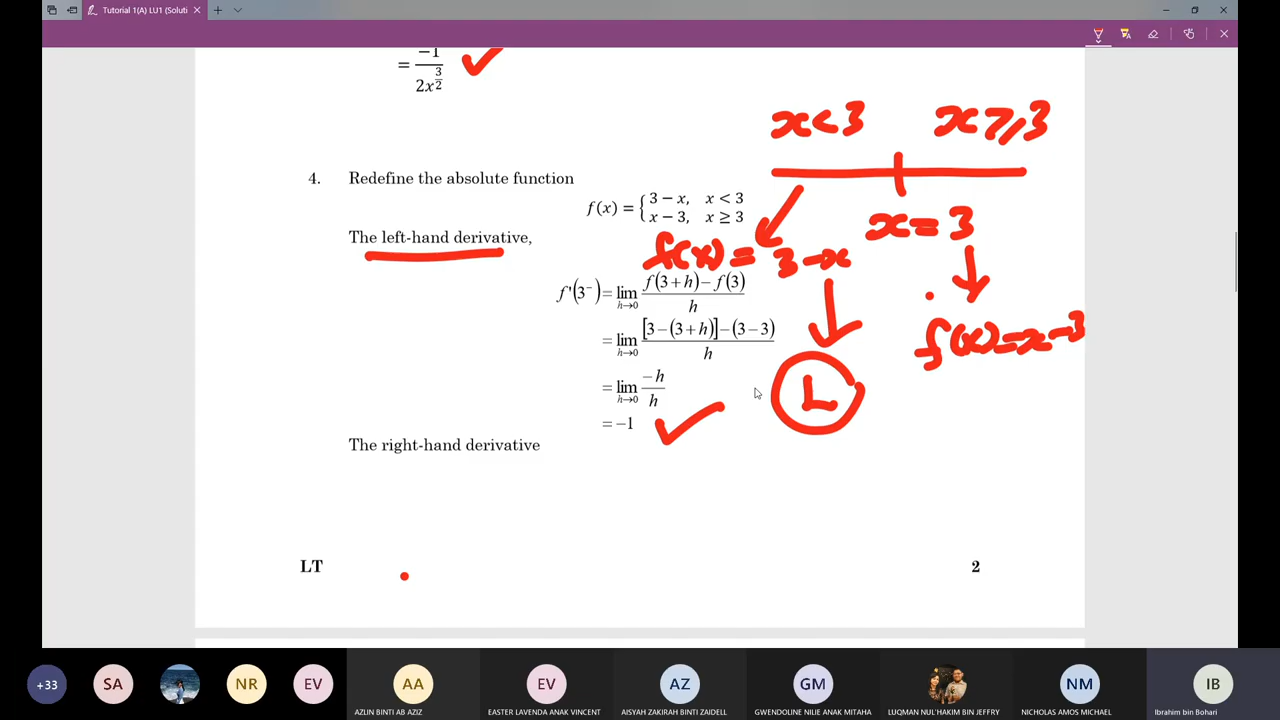 Tutorial 1(A) LU1 (Soluti
= −1 / 2x^(3/2)
x<3 x≥3
4. Redefine the absolute function
f(x) = { 3 − x, x < 3
x − 3, x ≥ 3
x=3
The left-hand derivative,
f(x)= 3-x
f'(3⁻) = lim h→0 f(3+h) − f(3) / h
= lim h→0 [3 − (3+h)] − (3−3) / h
f(x)=x-3
= lim h→0 −h / h
L
= −1
The right-hand derivative
LT 2
+33 SA NR EV AA EV AZ GM NM IB
AZLIN BINTI AB AZIZ EASTER LAVENDA ANAK VINCENT AISYAH ZAKIRAH BINTI ZAIDELL GWENDOLINE NILIE ANAK MITAHA LUQMAN NUL'HAKIM BIN JEFFRY NICHOLAS AMOS MICHAEL Ibrahim bin Bohari